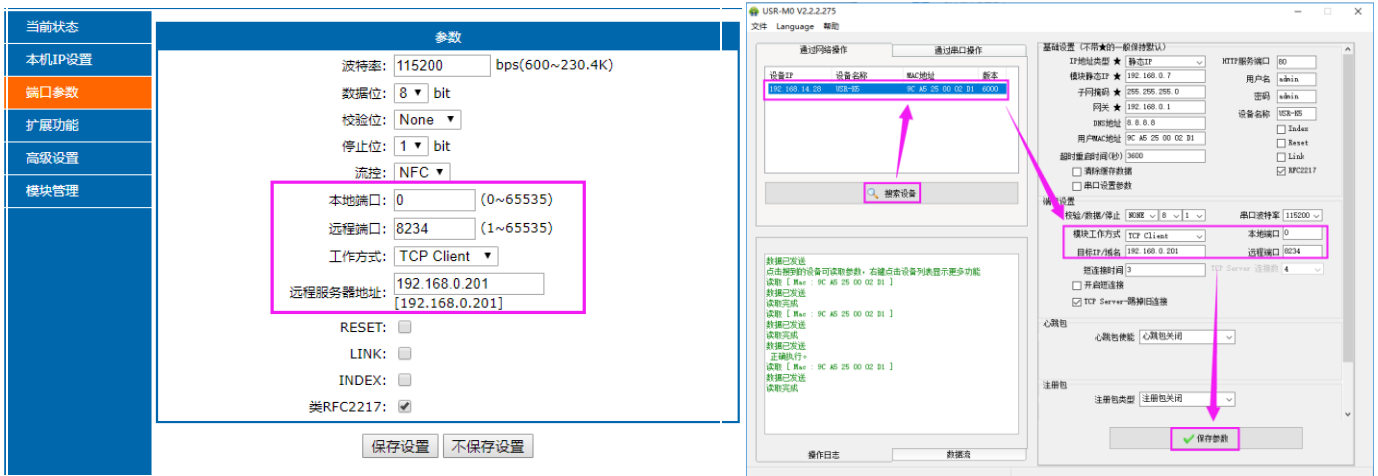 当前状态
本机IP设置
端口参数
扩展功能
高级设置
模块管理
参数
波特率: 115200 bps(600~230.4K)
数据位: 8 bit
校验位: None
停止位: 1 bit
流控: NFC
本地端口: 0 (0~65535)
远程端口: 8234 (1~65535)
工作方式: TCP Client
远程服务器地址: 192.168.0.201
[192.168.0.201]
RESET:
LINK:
INDEX:
类RFC2217:
保存设置 不保存设置
USR-M0 V2.2.2.275
文件 Language 帮助
通过网络操作 通过串口操作
设备IP 设备名称 MAC地址 版本
192.168.14.28 USR-K5 9C A5 25 00 02 D1 6000
搜索设备
数据已发送
点击搜到的设备可读取参数，右键点击设备列表显示更多功能
读取 [ Mac : 9C A5 25 00 02 D1 ]
数据已发送
读取完成
读取 [ Mac : 9C A5 25 00 02 D1 ]
数据已发送
读取完成
数据已发送
正确执行。
读取 [ Mac : 9C A5 25 00 02 D1 ]
数据已发送
读取完成
操作日志 数据流
基础设置 (不带★的一般保持默认)
IP地址类型 ★ 静态IP HTTP服务端口 80
模块静态IP ★ 192.168.0.7 用户名 admin
子网掩码 ★ 255.255.255.0 密码 admin
网关 ★ 192.168.0.1 设备名称 USR-K5
DNS地址 8.8.8.8 Index
用户MAC地址 9C A5 25 00 02 D1 Reset
超时重启时间(秒) 3600 Link
清除缓存数据 RFC2217
串口设置参数
设置
校验/数据/停止 NONE 8 1 串口波特率 115200
模块工作方式 TCP Client 本地端口 0
目标IP/域名 192.168.0.201 远程端口 8234
短连接时间 3 TCP Server 连接数 4
开启短连接
TCP Server-踢掉旧连接
心跳包
心跳包使能 心跳包关闭
注册包
注册包类型 注册包关闭
保存参数